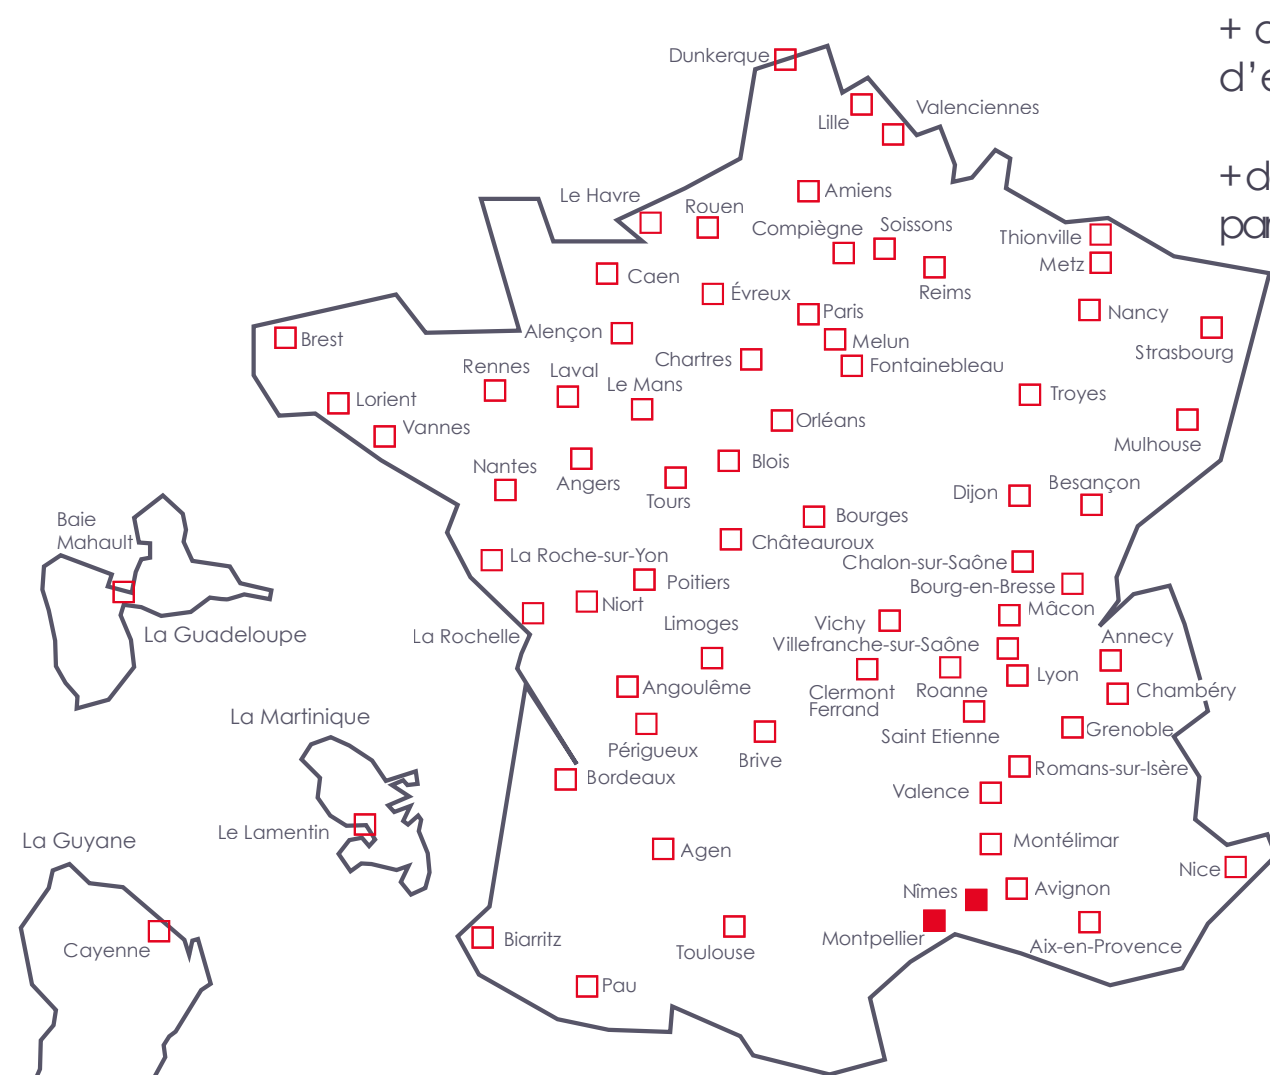 +
d'e
+d
par
Dunkerque
Lille
Valenciennes
Le Havre
Rouen
Amiens
Compiègne
Soissons
Thionville
Metz
Reims
Caen
Évreux
Paris
Nancy
Strasbourg
Brest
Alençon
Melun
Chartres
Fontainebleau
Rennes
Laval
Le Mans
Troyes
Lorient
Vannes
Orléans
Mulhouse
Nantes
Angers
Tours
Blois
Dijon
Besançon
Bourges
Châteauroux
Baie
Mahault
La Guadeloupe
La Roche-sur-Yon
Poitiers
Niort
La Rochelle
Limoges
Chalon-sur-Saône
Bourg-en-Bresse
Mâcon
Vichy
Villefranche-sur-Saône
Annecy
Lyon
Chambéry
Clermont
Ferrand
Roanne
Saint Etienne
Grenoble
Angoulême
Périgueux
Brive
La Martinique
Le Lamentin
Bordeaux
Romans-sur-Isère
Valence
Montélimar
La Guyane
Cayenne
Agen
Nice
Nîmes
Avignon
Montpellier
Aix-en-Provence
Biarritz
Toulouse
Pau